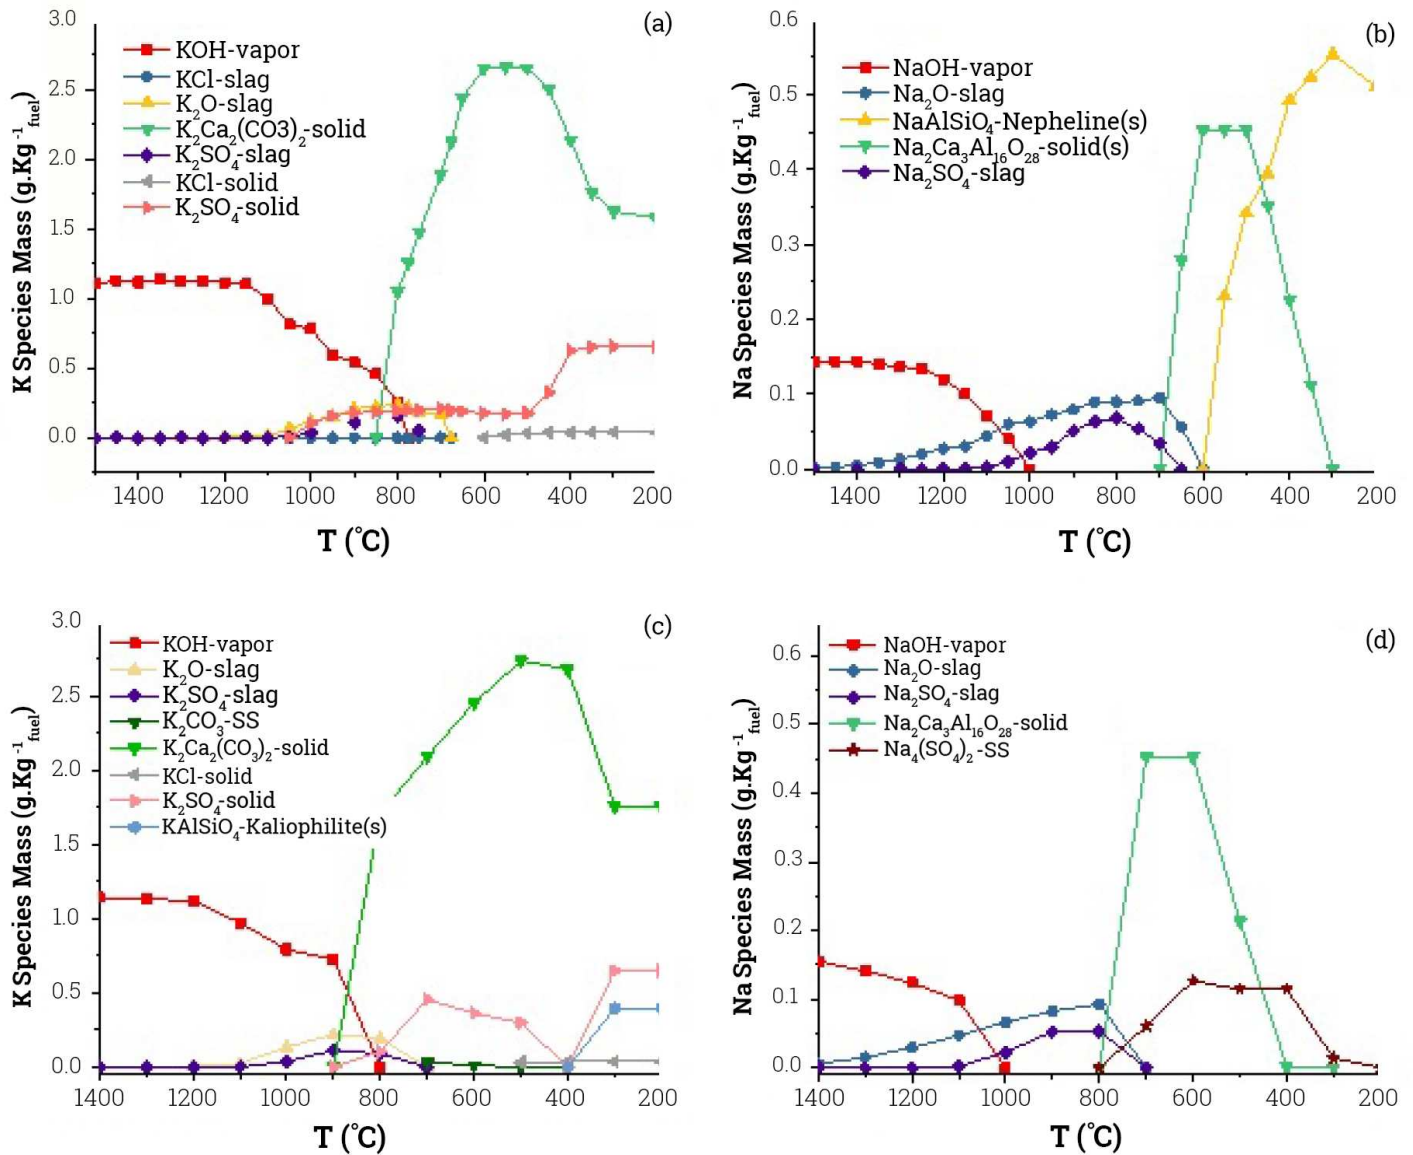 (a)
K Species Mass (g.Kg⁻¹fuel)
3.0
2.5
2.0
1.5
1.0
0.5
0.0
KOH-vapor
KCl-slag
K₂O-slag
K₂Ca₂(CO3)₂-solid
K₂SO₄-slag
KCl-solid
K₂SO₄-solid
1400 1200 1000 800 600 400 200
T (°C)
(b)
Na Species Mass (g.Kg⁻¹fuel)
0.6
0.5
0.4
0.3
0.2
0.1
0.0
NaOH-vapor
Na₂O-slag
NaAlSiO₄-Nepheline(s)
Na₂Ca₃Al₁₆O₂₈-solid(s)
Na₂SO₄-slag
1400 1200 1000 800 600 400 200
T (°C)
(c)
K Species Mass (g.Kg⁻¹fuel)
3.0
2.5
2.0
1.5
1.0
0.5
0.0
KOH-vapor
K₂O-slag
K₂SO₄-slag
K₂CO₃-SS
K₂Ca₂(CO₃)₂-solid
KCl-solid
K₂SO₄-solid
KAlSiO₄-Kaliophilite(s)
1400 1200 1000 800 600 400 200
T (°C)
(d)
Na Species Mass (g.Kg⁻¹fuel)
0.6
0.5
0.4
0.3
0.2
0.1
0.0
NaOH-vapor
Na₂O-slag
Na₂SO₄-slag
Na₂Ca₃Al₁₆O₂₈-solid
Na₄(SO₄)₂-SS
1400 1200 1000 800 600 400 200
T (°C)